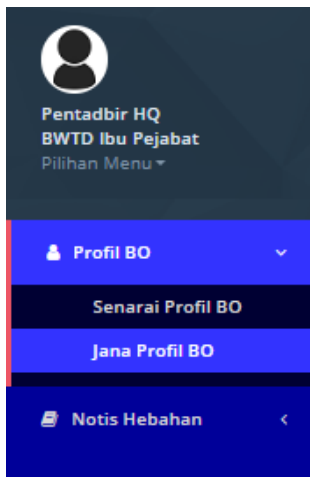 Pentadbir HQ
BWTD Ibu Pejabat
Pilihan Menu
Profil BO
Senarai Profil BO
Jana Profil BO
Notis Hebahan